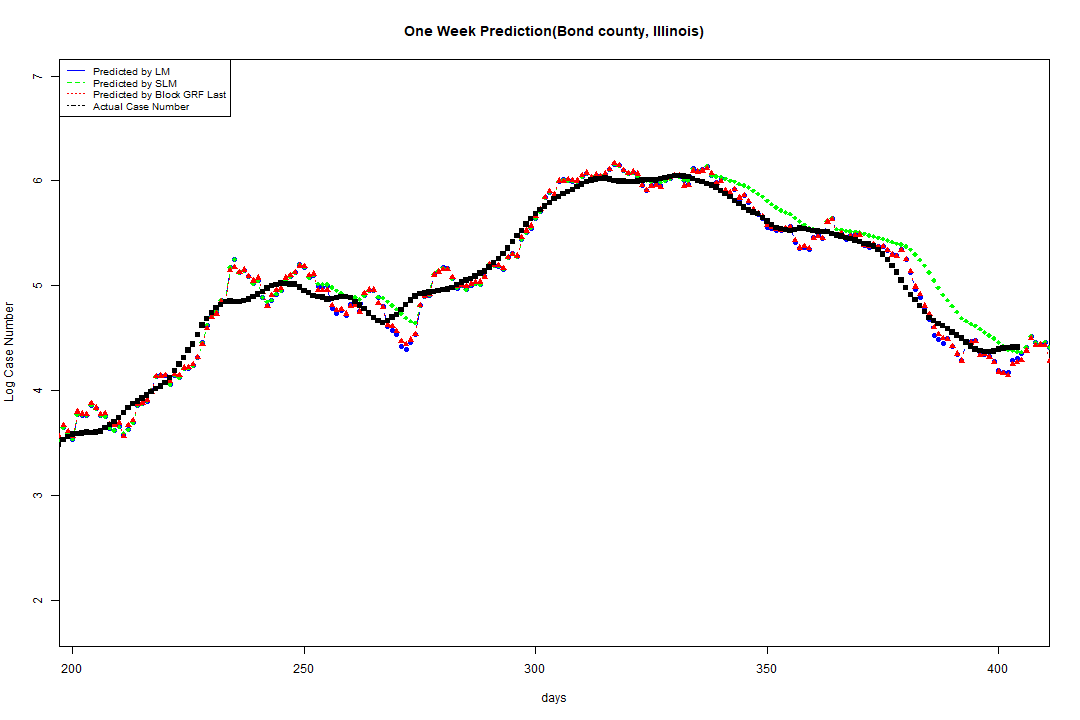 One Week Prediction(Bond county, Illinois)
Predicted by LM
Predicted by SLM
Predicted by Block GRF Last
Actual Case Number
7
6
5
4
3
2
Log Case Number
200 250 300 350 400
days